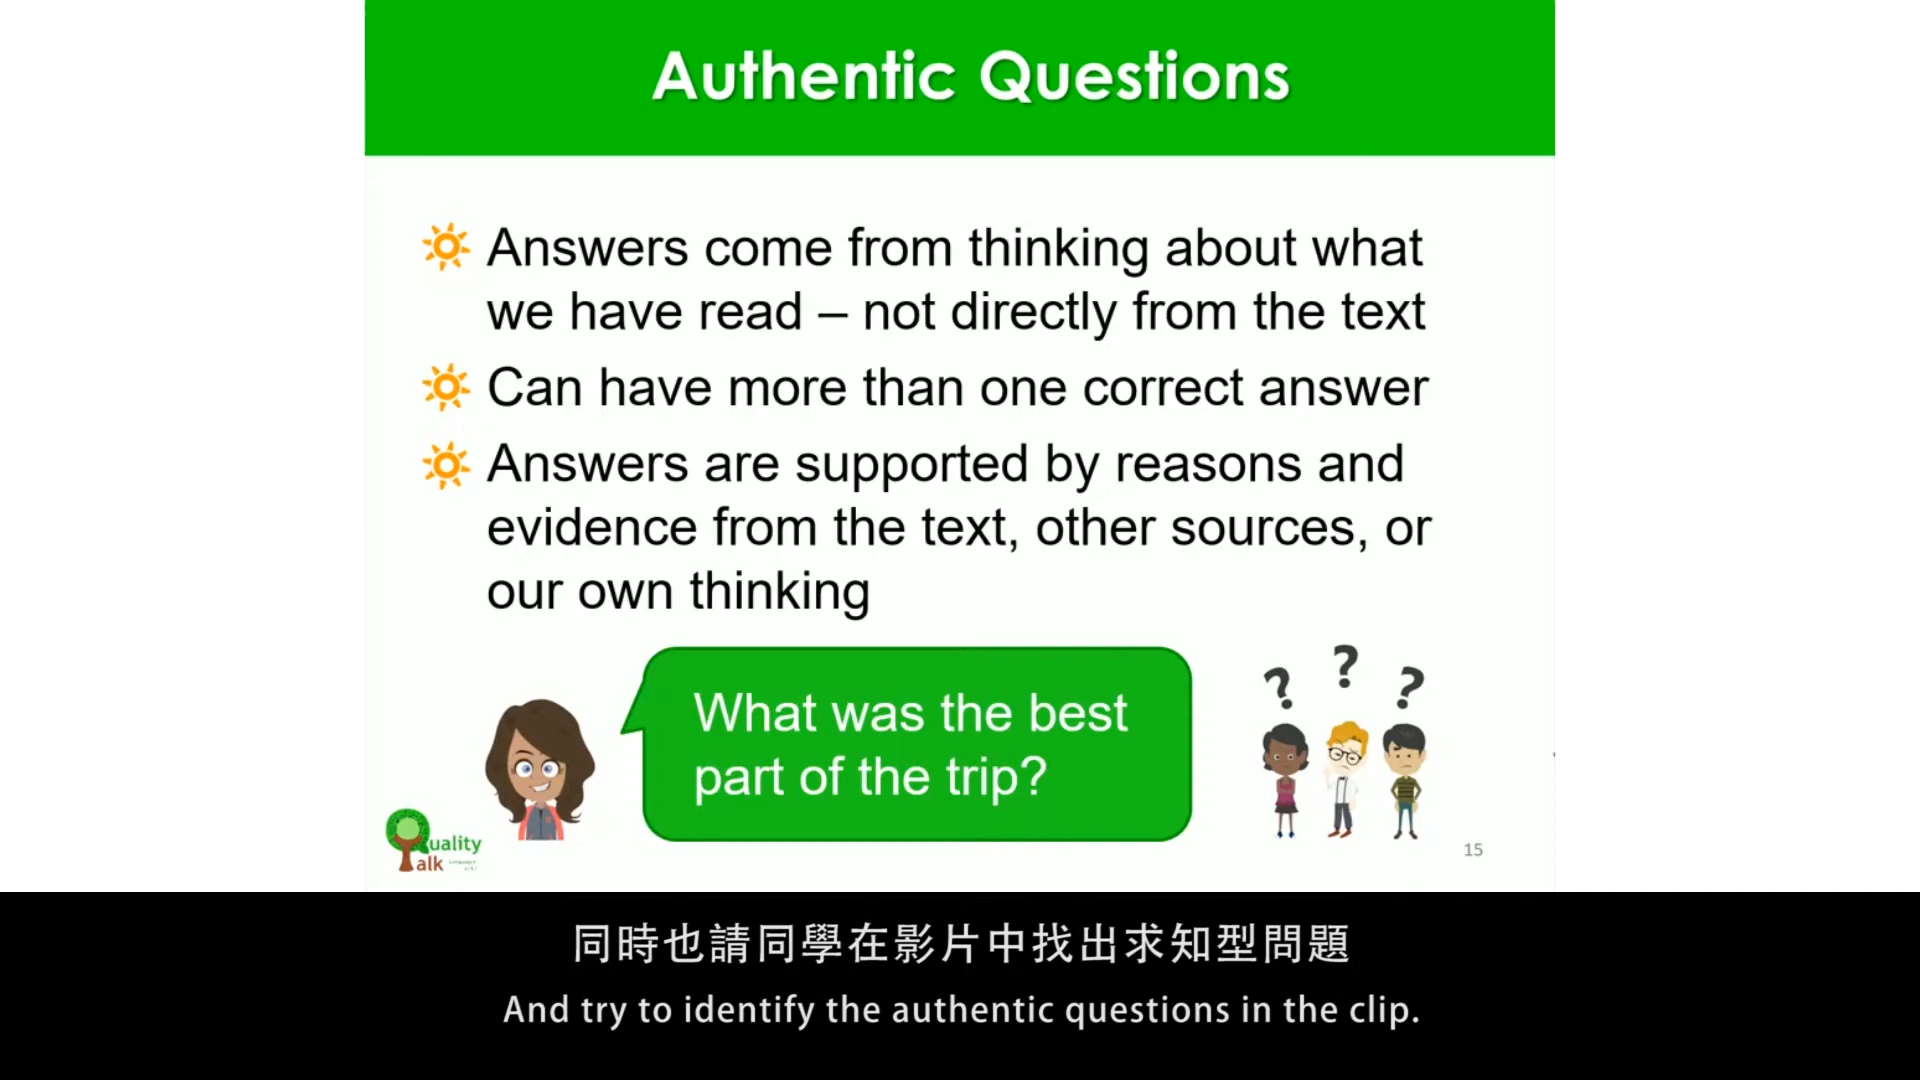 Authentic Questions
Answers come from thinking about what
we have read – not directly from the text
Can have more than one correct answer
Answers are supported by reasons and
evidence from the text, other sources, or
our own thinking
? ? ?
What was the best
part of the trip?
Quality
Talk
15
同時也請同學在影片中找出求知型問題
And try to identify the authentic questions in the clip.